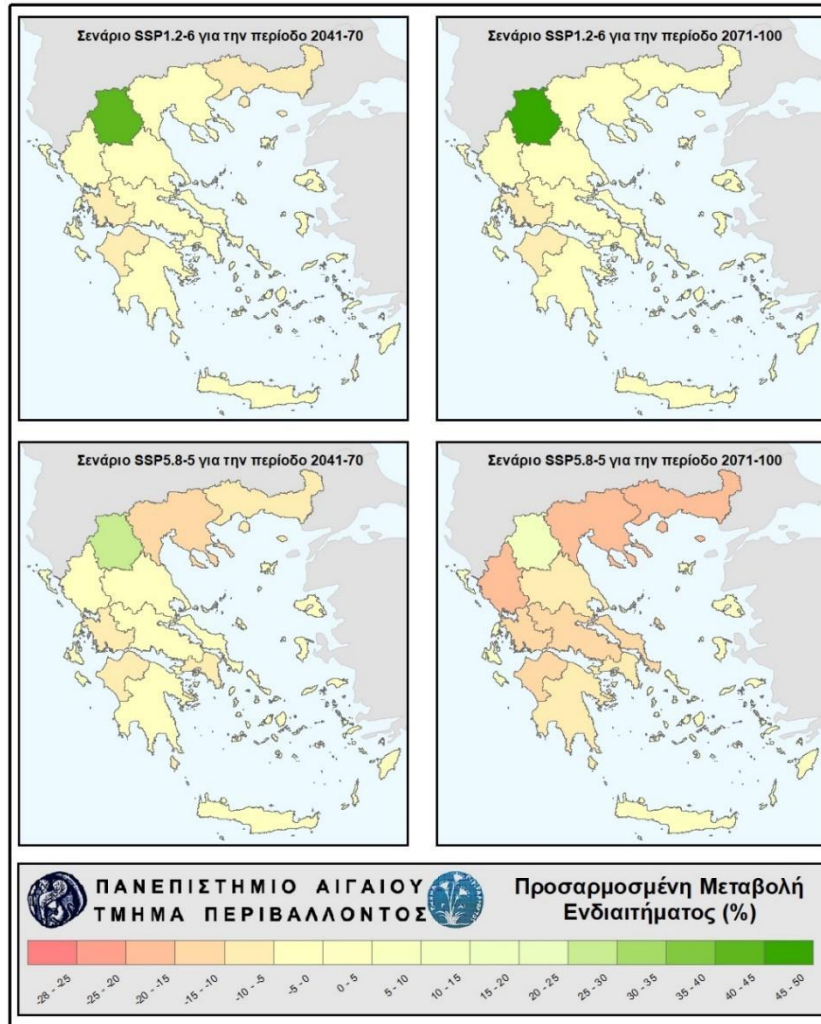 Σενάριο SSP1.2-6 για την περίοδο 2041-70
Σενάριο SSP1.2-6 για την περίοδο 2071-100
Σενάριο SSP5.8-5 για την περίοδο 2041-70
Σενάριο SSP5.8-5 για την περίοδο 2071-100
ΠΑΝΕΠΙΣΤΗΜΙΟ ΑΙΓΑΙΟΥ
ΤΜΗΜΑ ΠΕΡΙΒΑΛΛΟΝΤΟΣ
Προσαρμοσμένη Μεταβολή
Ενδιαιτήματος (%)
-28 - -25
-25 - -20
-20 - -15
-15 - -10
-10 - -5
-5 - 0
0 - 5
5 - 10
10 - 15
15 - 20
20 - 25
25 - 30
30 - 35
35 - 40
40 - 45
45 - 50